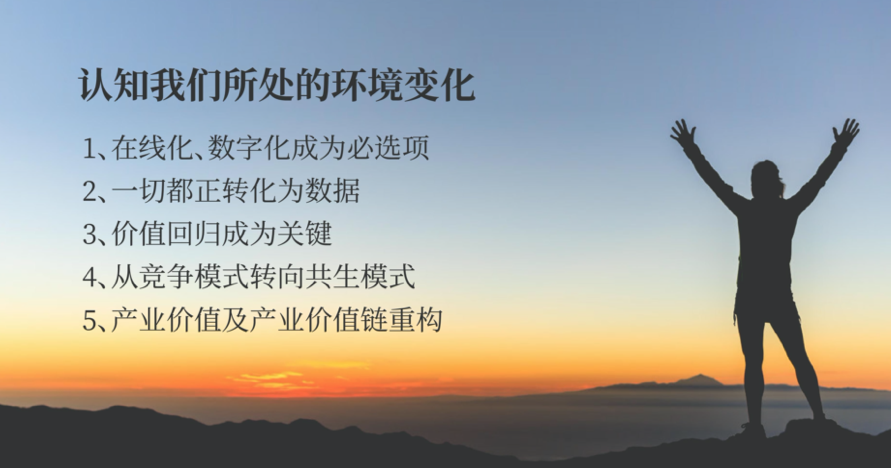 认知我们所处的环境变化
1、在线化、数字化成为必选项
2、一切都正转化为数据
3、价值回归成为关键
4、从竞争模式转向共生模式
5、产业价值及产业价值链重构